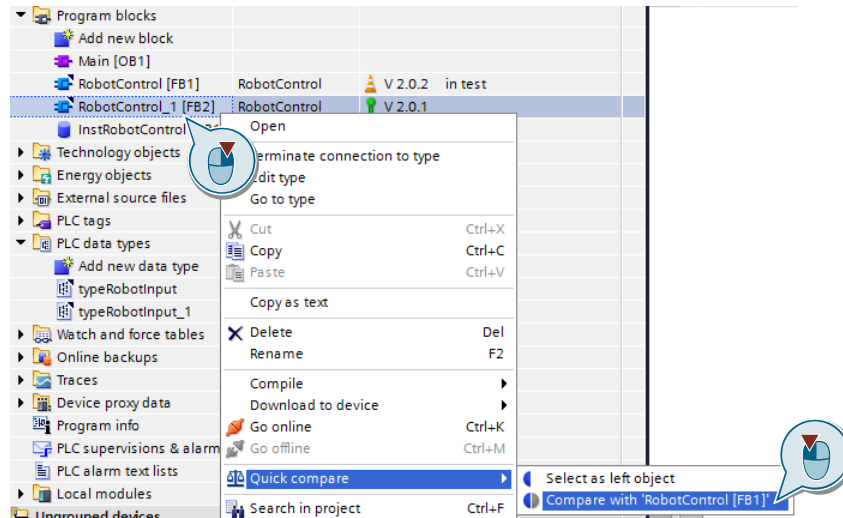 Program blocks
Add new block
Main [OB1]
RobotControl [FB1] RobotControl V 2.0.2 in test
RobotControl_1 [FB2] RobotControl V 2.0.1
InstRobotControl
Technology objects
Energy objects
External source files
PLC tags
PLC data types
Add new data type
typeRobotInput
typeRobotInput_1
Watch and force tables
Online backups
Traces
Device proxy data
Program info
PLC supervisions & alarm
PLC alarm text lists
Local modules
Ungrouped devices
Open
connection to type
type
Go to type
Cut Ctrl+X
Copy Ctrl+C
Paste Ctrl+V
Copy as text
Delete Del
Rename F2
Compile
Download to device
Go online Ctrl+K
Go offline Ctrl+M
Quick compare
Search in project Ctrl+F
Select as left object
Compare with 'RobotControl [FB1]'